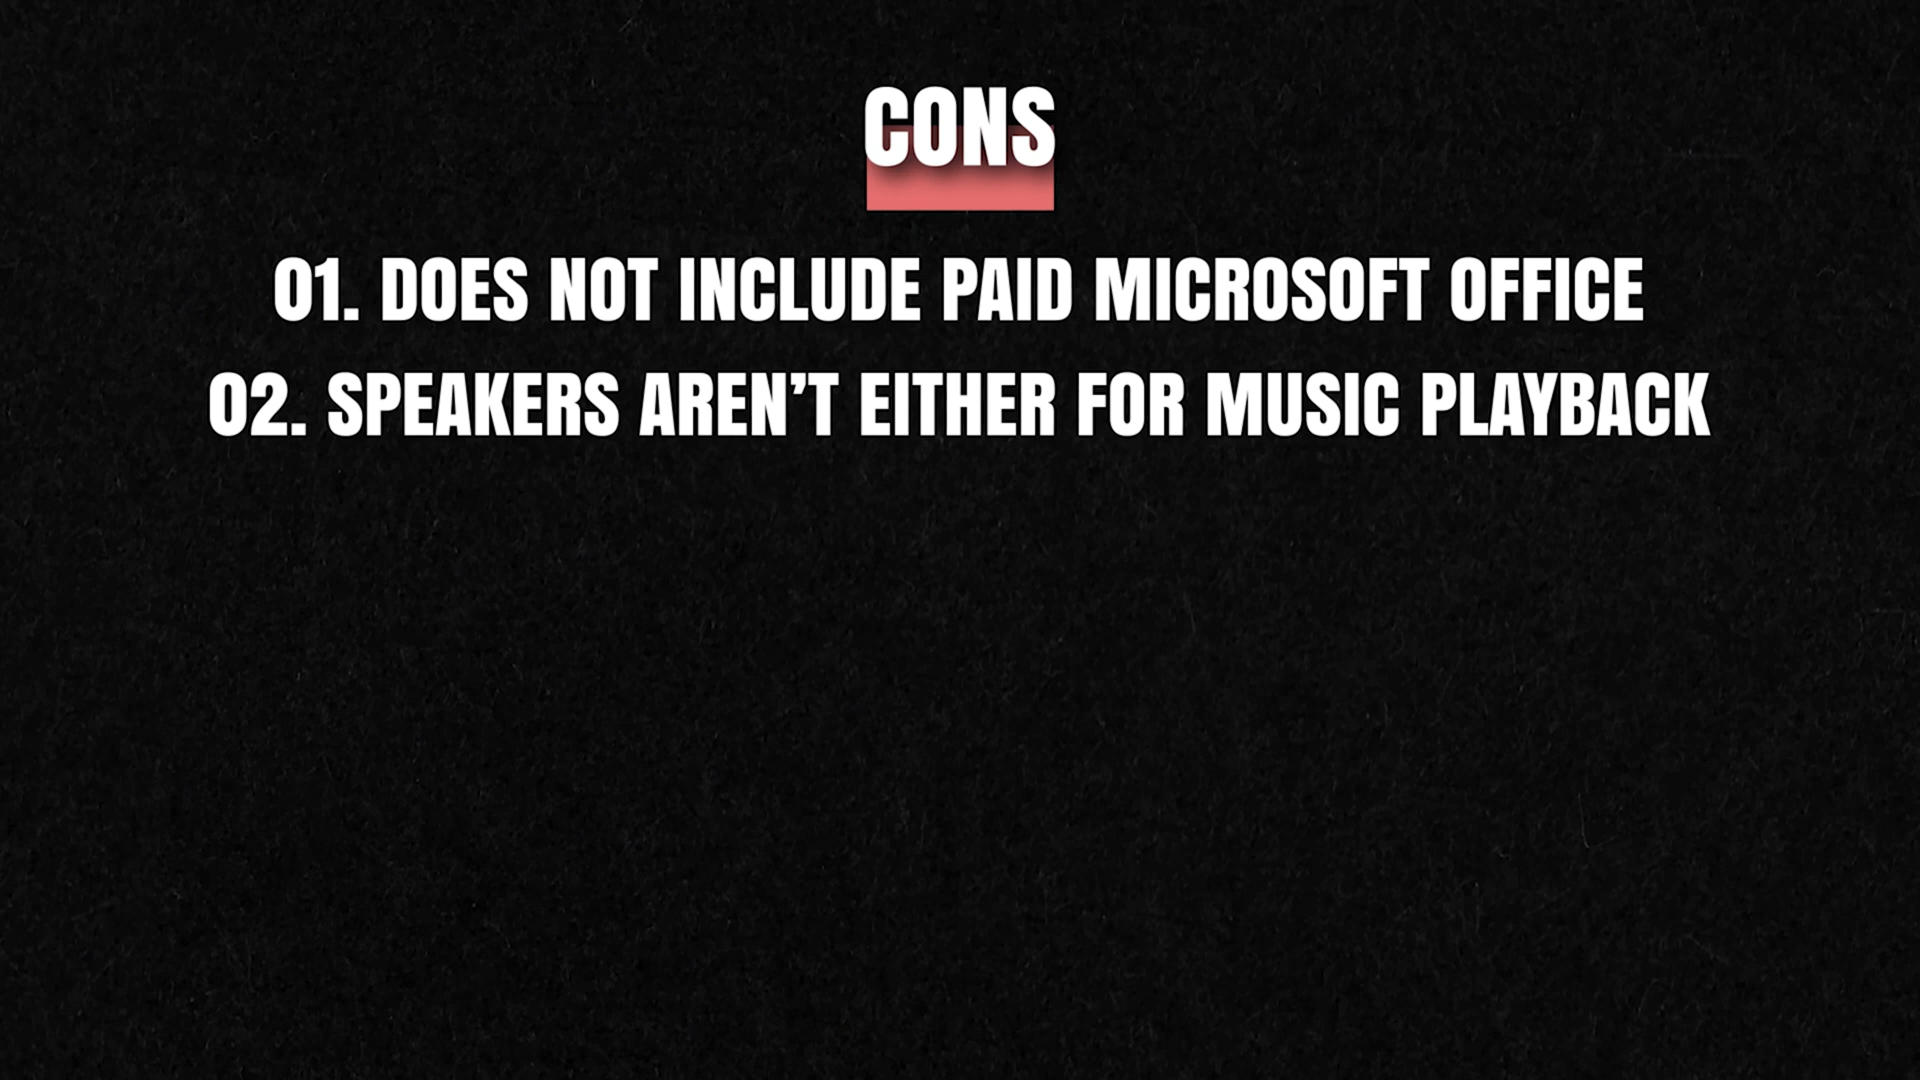 CONS
01. DOES NOT INCLUDE PAID MICROSOFT OFFICE
02. SPEAKERS AREN’T EITHER FOR MUSIC PLAYBACK